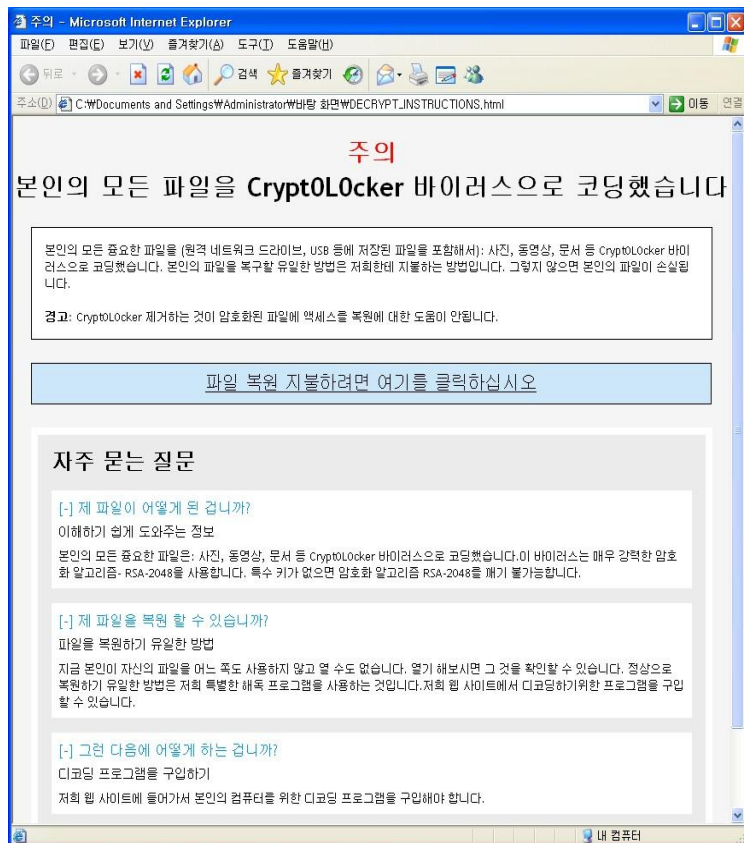 주의 - Microsoft Internet Explorer
파일(F) 편집(E) 보기(V) 즐겨찾기(A) 도구(T) 도움말(H)
뒤로 검색 즐겨찾기
주소(D) C:₩Documents and Settings₩Administrator₩바탕 화면₩DECRYPT_INSTRUCTIONS.html 이동 연결
주의
본인의 모든 파일을 Crypt0L0cker 바이러스으로 코딩했습니다
본인의 모든 중요한 파일을 (원격 네트워크 드라이브, USB 등에 저장된 파일을 포함해서): 사진, 동영상, 문서 등 Crypt0L0cker 바이
러스으로 코딩했습니다. 본인의 파일을 복구할 유일한 방법은 저희한테 지불하는 방법입니다. 그렇지 않으면 본인의 파일이 손실됩
니다.
경고: Crypt0L0cker 제거하는 것이 암호화된 파일에 액세스를 복원에 대한 도움이 안됩니다.
파일 복원 지불하려면 여기를 클릭하십시오
자주 묻는 질문
[-] 제 파일이 어떻게 된 겁니까?
이해하기 쉽게 도와주는 정보
본인의 모든 중요한 파일은: 사진, 동영상, 문서 등 Crypt0L0cker 바이러스으로 코딩했습니다.이 바이러스는 매우 강력한 암호
화 알고리즘- RSA-2048을 사용합니다. 특수 키가 없으면 암호화 알고리즘 RSA-2048를 깨기 불가능합니다.
[-] 제 파일을 복원 할 수 있습니까?
파일을 복원하기 유일한 방법
지금 본인이 자신의 파일을 어느 쪽도 사용하지 않고 열 수도 없습니다. 열기 해보시면 그 것을 확인할 수 있습니다. 정상으로
복원하기 유일한 방법은 저희 특별한 해독 프로그램을 사용하는 것입니다.저희 웹 사이트에서 디코딩하기위한 프로그램을 구입
할 수 있습니다.
[-] 그런 다음에 어떻게 하는 겁니까?
디코딩 프로그램을 구입하기
저희 웹 사이트에 들어가서 본인의 컴퓨터를 위한 디코딩 프로그램을 구입해야 합니다.
내 컴퓨터